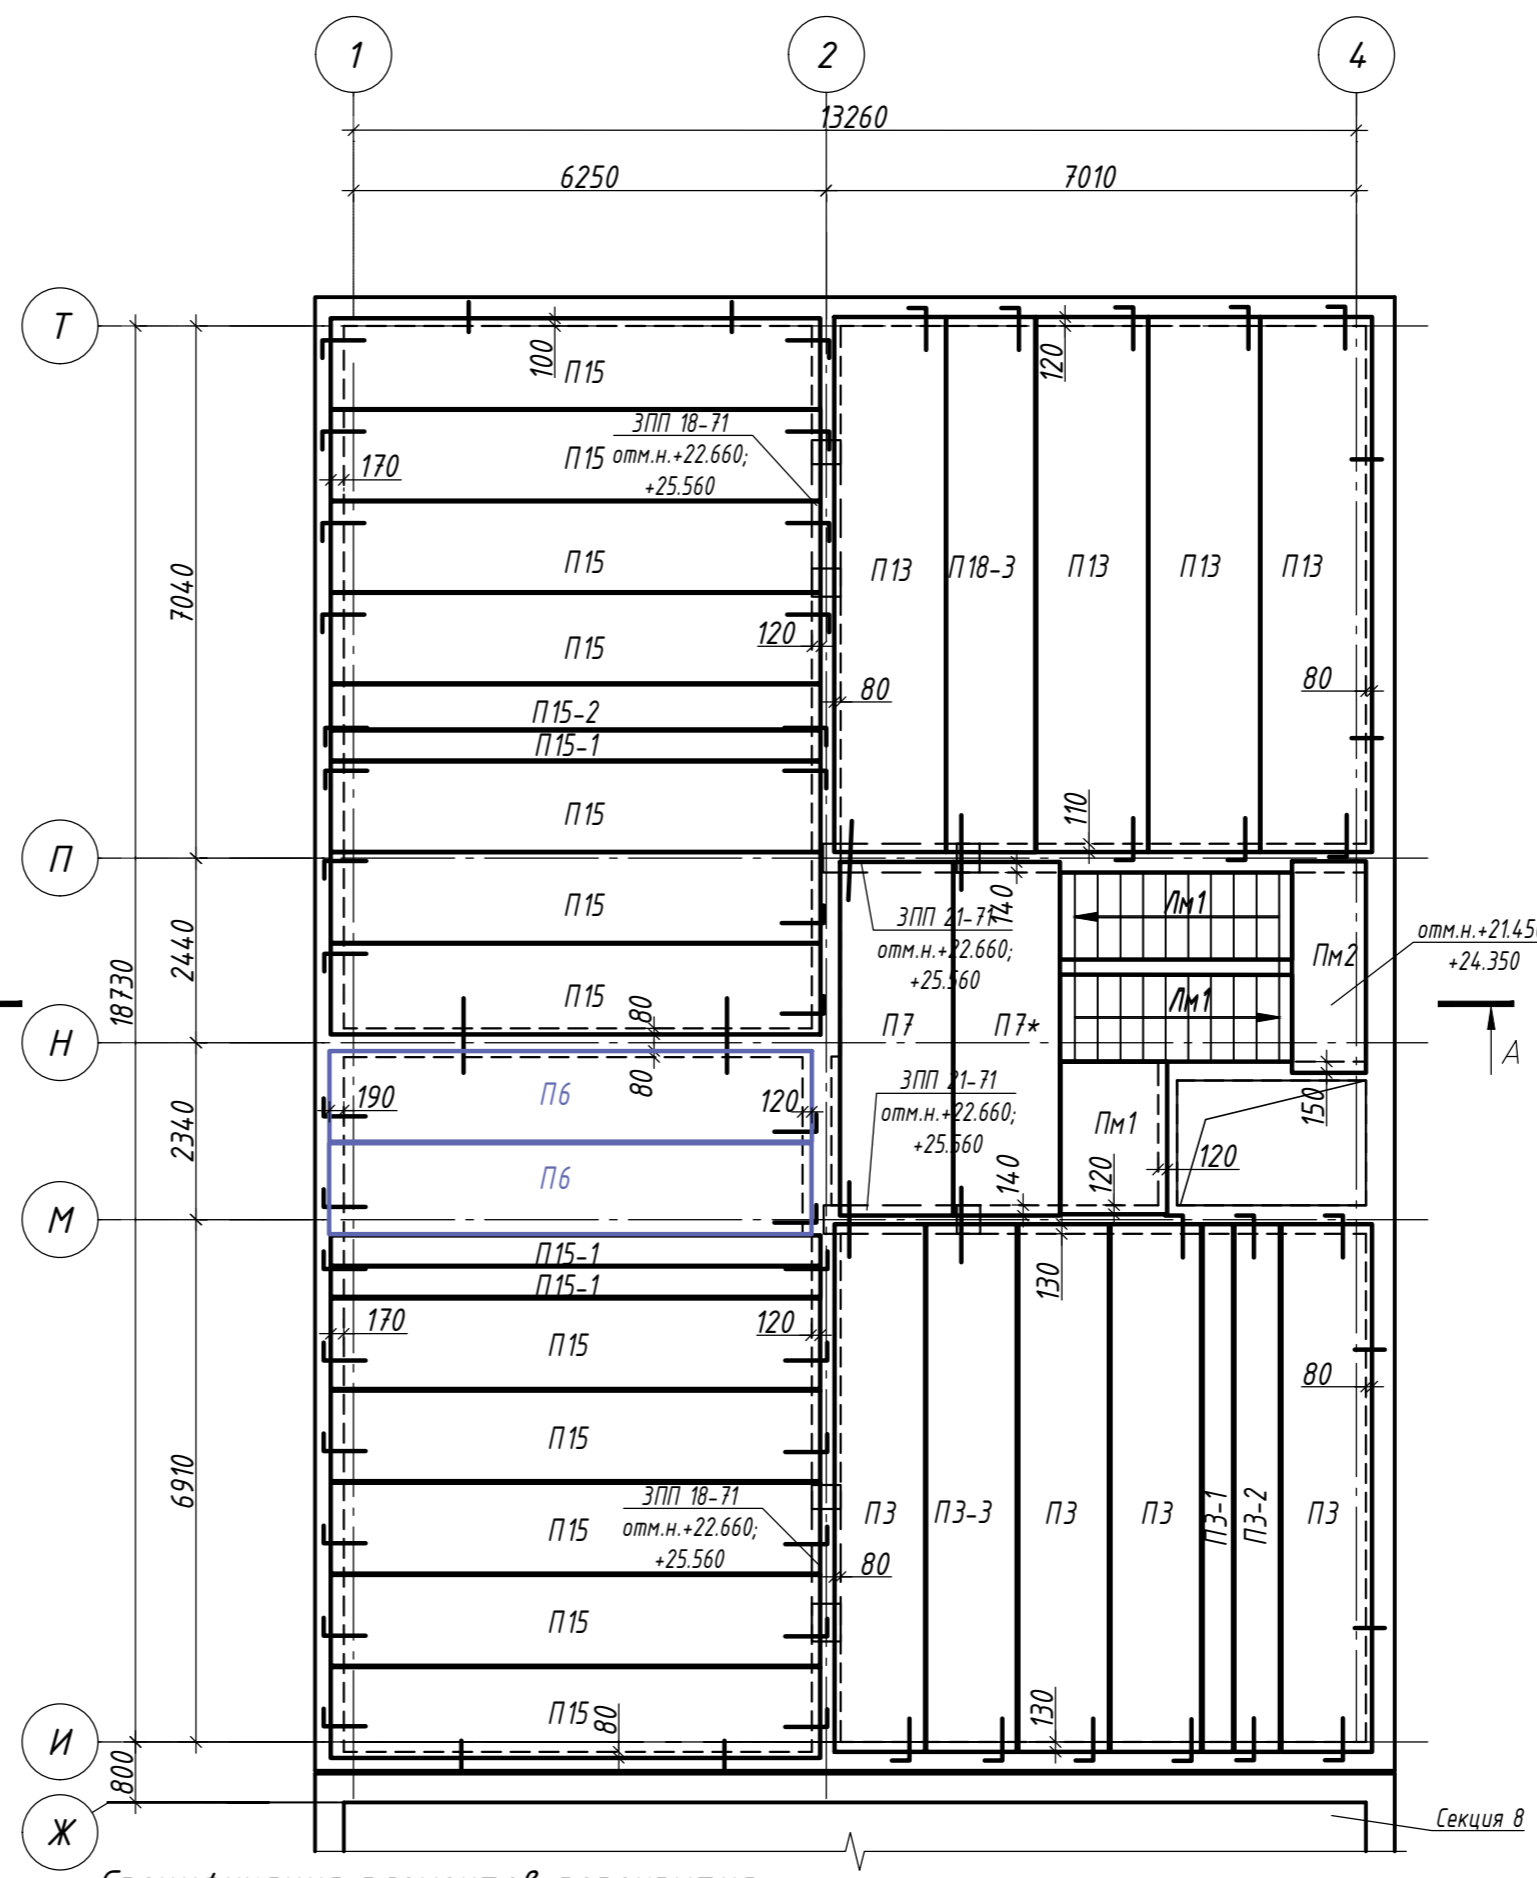 1
2
4
13260
6250
7010
Т
П
Н
М
И
Ж
7040
2440
2340
6910
18730
800
100
П15
ЗПП 18-71
П15
отм.н.+22.660;
+25.560
170
П15
П15
120
П15-2
П15-1
П15
П15
П15
80
80
П6
190
120
П6
П15-1
П15-1
170
П15
120
П15
ЗПП 18-71
П15
отм.н.+22.660;
+25.560
П15
П15
80
120
П13
П18-3
П13
П13
П13
80
80
110
140
ЗПП 21-71
отм.н.+22.660;
+25.560
Лм1
Пм2
отм.н.+21.45
+24.350
П7
П7*
Лм1
А
ЗПП 21-71
отм.н.+22.660;
+25.560
Пм1
150
120
140
120
130
80
П3
П3-3
П3
П3
П3-1
П3-2
П3
80
130
Секция 8